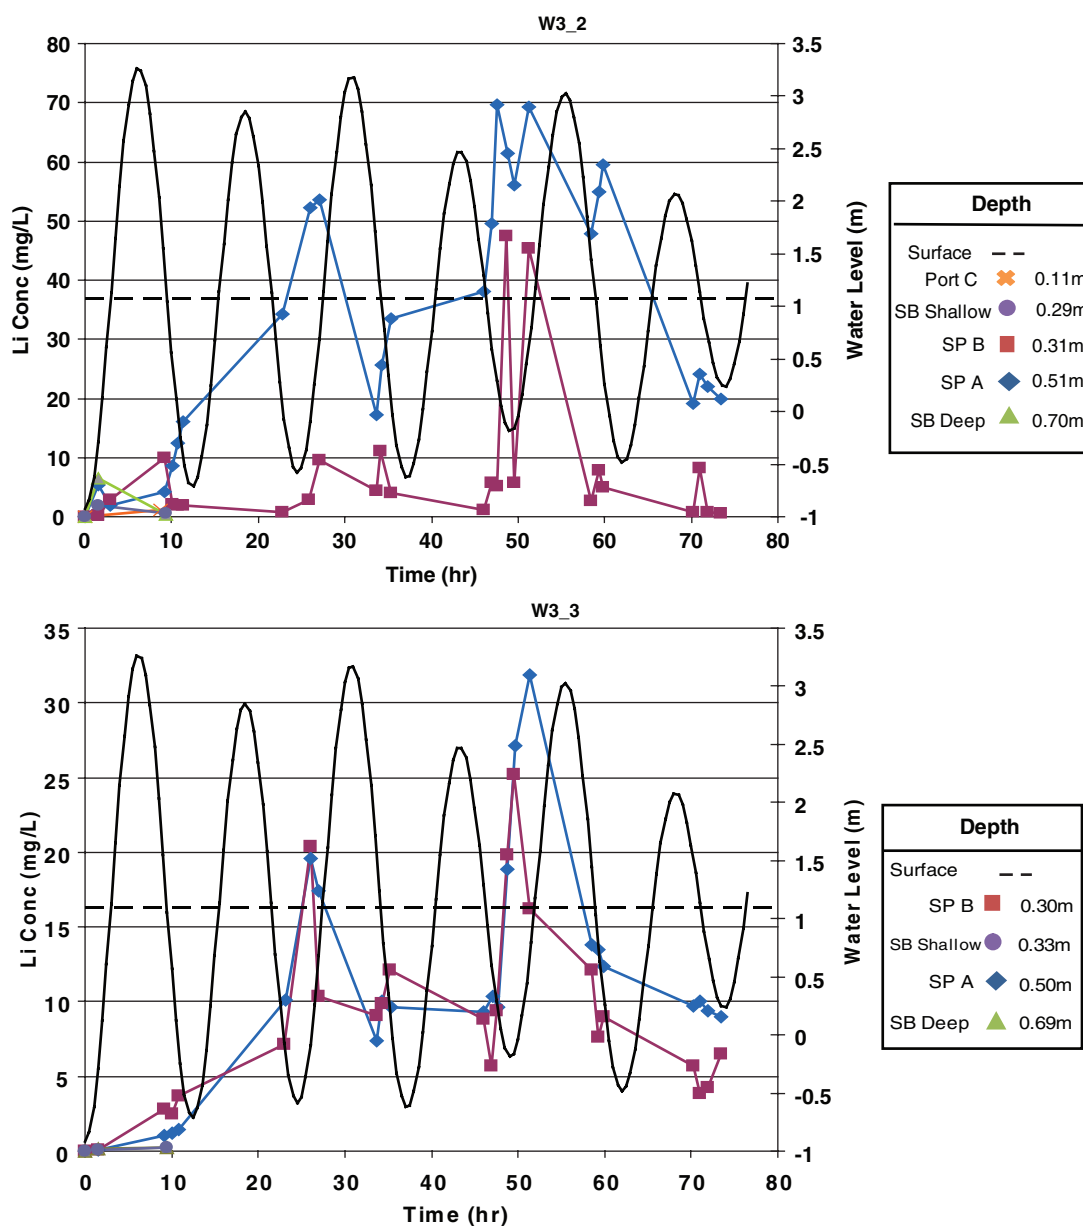 W3_2
80
70
60
50
40
30
20
10
0
Li Conc (mg/L)
3.5
3
2.5
2
1.5
1
0.5
0
-0.5
-1
Water Level (m)
0 10 20 30 40 50 60 70 80
Time (hr)
Depth
Surface
Port C 0.11m
SB Shallow 0.29m
SP B 0.31m
SP A 0.51m
SB Deep 0.70m
W3_3
35
30
25
20
15
10
5
0
Li Conc (mg/L)
3.5
3
2.5
2
1.5
1
0.5
0
-0.5
-1
Water Level (m)
0 10 20 30 40 50 60 70 80
Time (hr)
Depth
Surface
SP B 0.30m
SB Shallow 0.33m
SP A 0.50m
SB Deep 0.69m